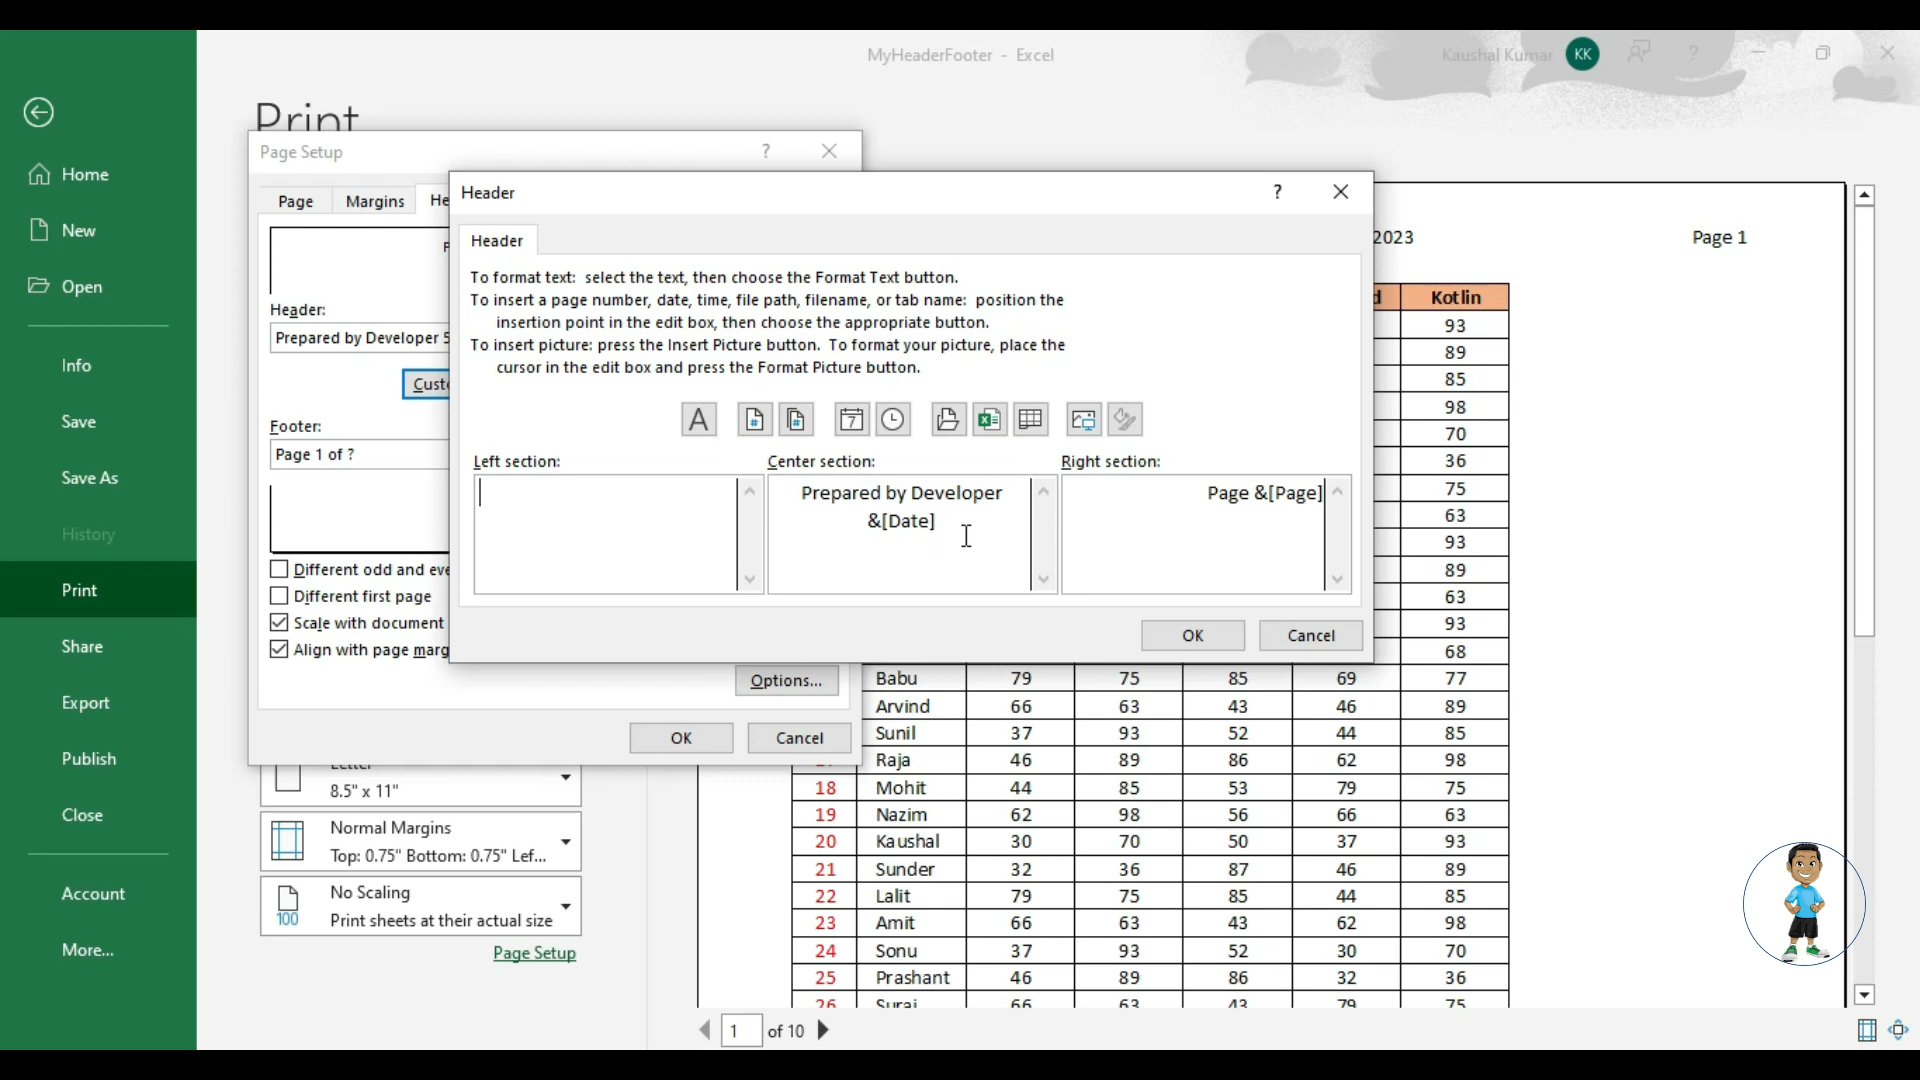 MyHeaderFooter - Excel
Kaushal Kumar
KK
?
Print
Home
New
Open
Info
Save
Save As
History
Print
Share
Export
Publish
Close
Account
More...
Page Setup
?
Page
Margins
Header:
Prepared by Developer
Footer:
Page 1 of ?
Different odd and
Different first page
Scale with document
Align with page
Options...
OK
Cancel
Header
?
Header
To format text: select the text, then choose the Format Text button.
To insert a page number, date, time, file path, filename, or tab name: position the
insertion point in the edit box, then choose the appropriate button.
To insert picture: press the Insert Picture button. To format your picture, place the
cursor in the edit box and press the Format Picture button.
A
# # 7
Left section:
Center section:
Right section:
Prepared by Developer
&[Date]
Page &[Page]
OK
Cancel
8.5" x 11"
Normal Margins
Top: 0.75" Bottom: 0.75" Lef...
100
No Scaling
Print sheets at their actual size
Page Setup
2023
Page 1
d Kotlin
93
89
85
98
70
36
75
63
93
89
63
93
68
Babu 79 75 85 69 77
Arvind 66 63 43 46 89
Sunil 37 93 52 44 85
Raja 46 89 86 62 98
18 Mohit 44 85 53 79 75
19 Nazim 62 98 56 66 63
20 Kaushal 30 70 50 37 93
21 Sunder 32 36 87 46 89
22 Lalit 79 75 85 44 85
23 Amit 66 63 43 62 98
24 Sonu 37 93 52 30 70
25 Prashant 46 89 86 32 36
26 Suraj 66 63 43 79 75
1 of 10